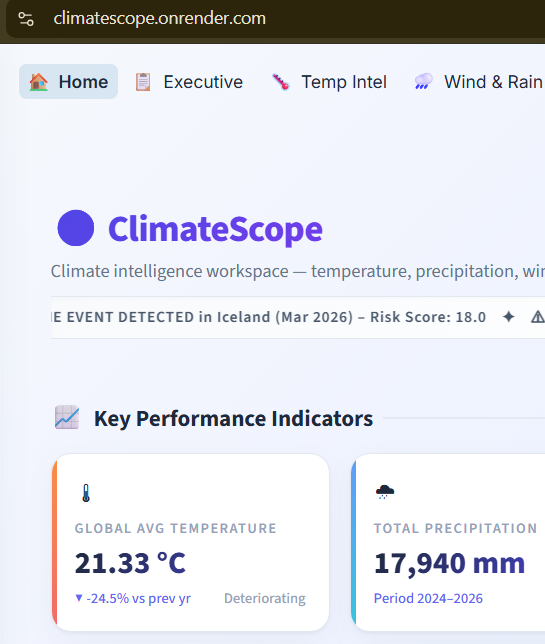 climatescope.onrender.com
Home Executive Temp Intel Wind & Rain
ClimateScope
Climate intelligence workspace — temperature, precipitation,
EVENT DETECTED in Iceland (Mar 2026) – Risk Score: 18.0 ✦ ⚠
Key Performance Indicators
GLOBAL AVG TEMPERATURE
21.33 °C
▼ -24.5% vs prev yr Deteriorating
TOTAL PRECIPITATION
17,940 mm
Period 2024–2026